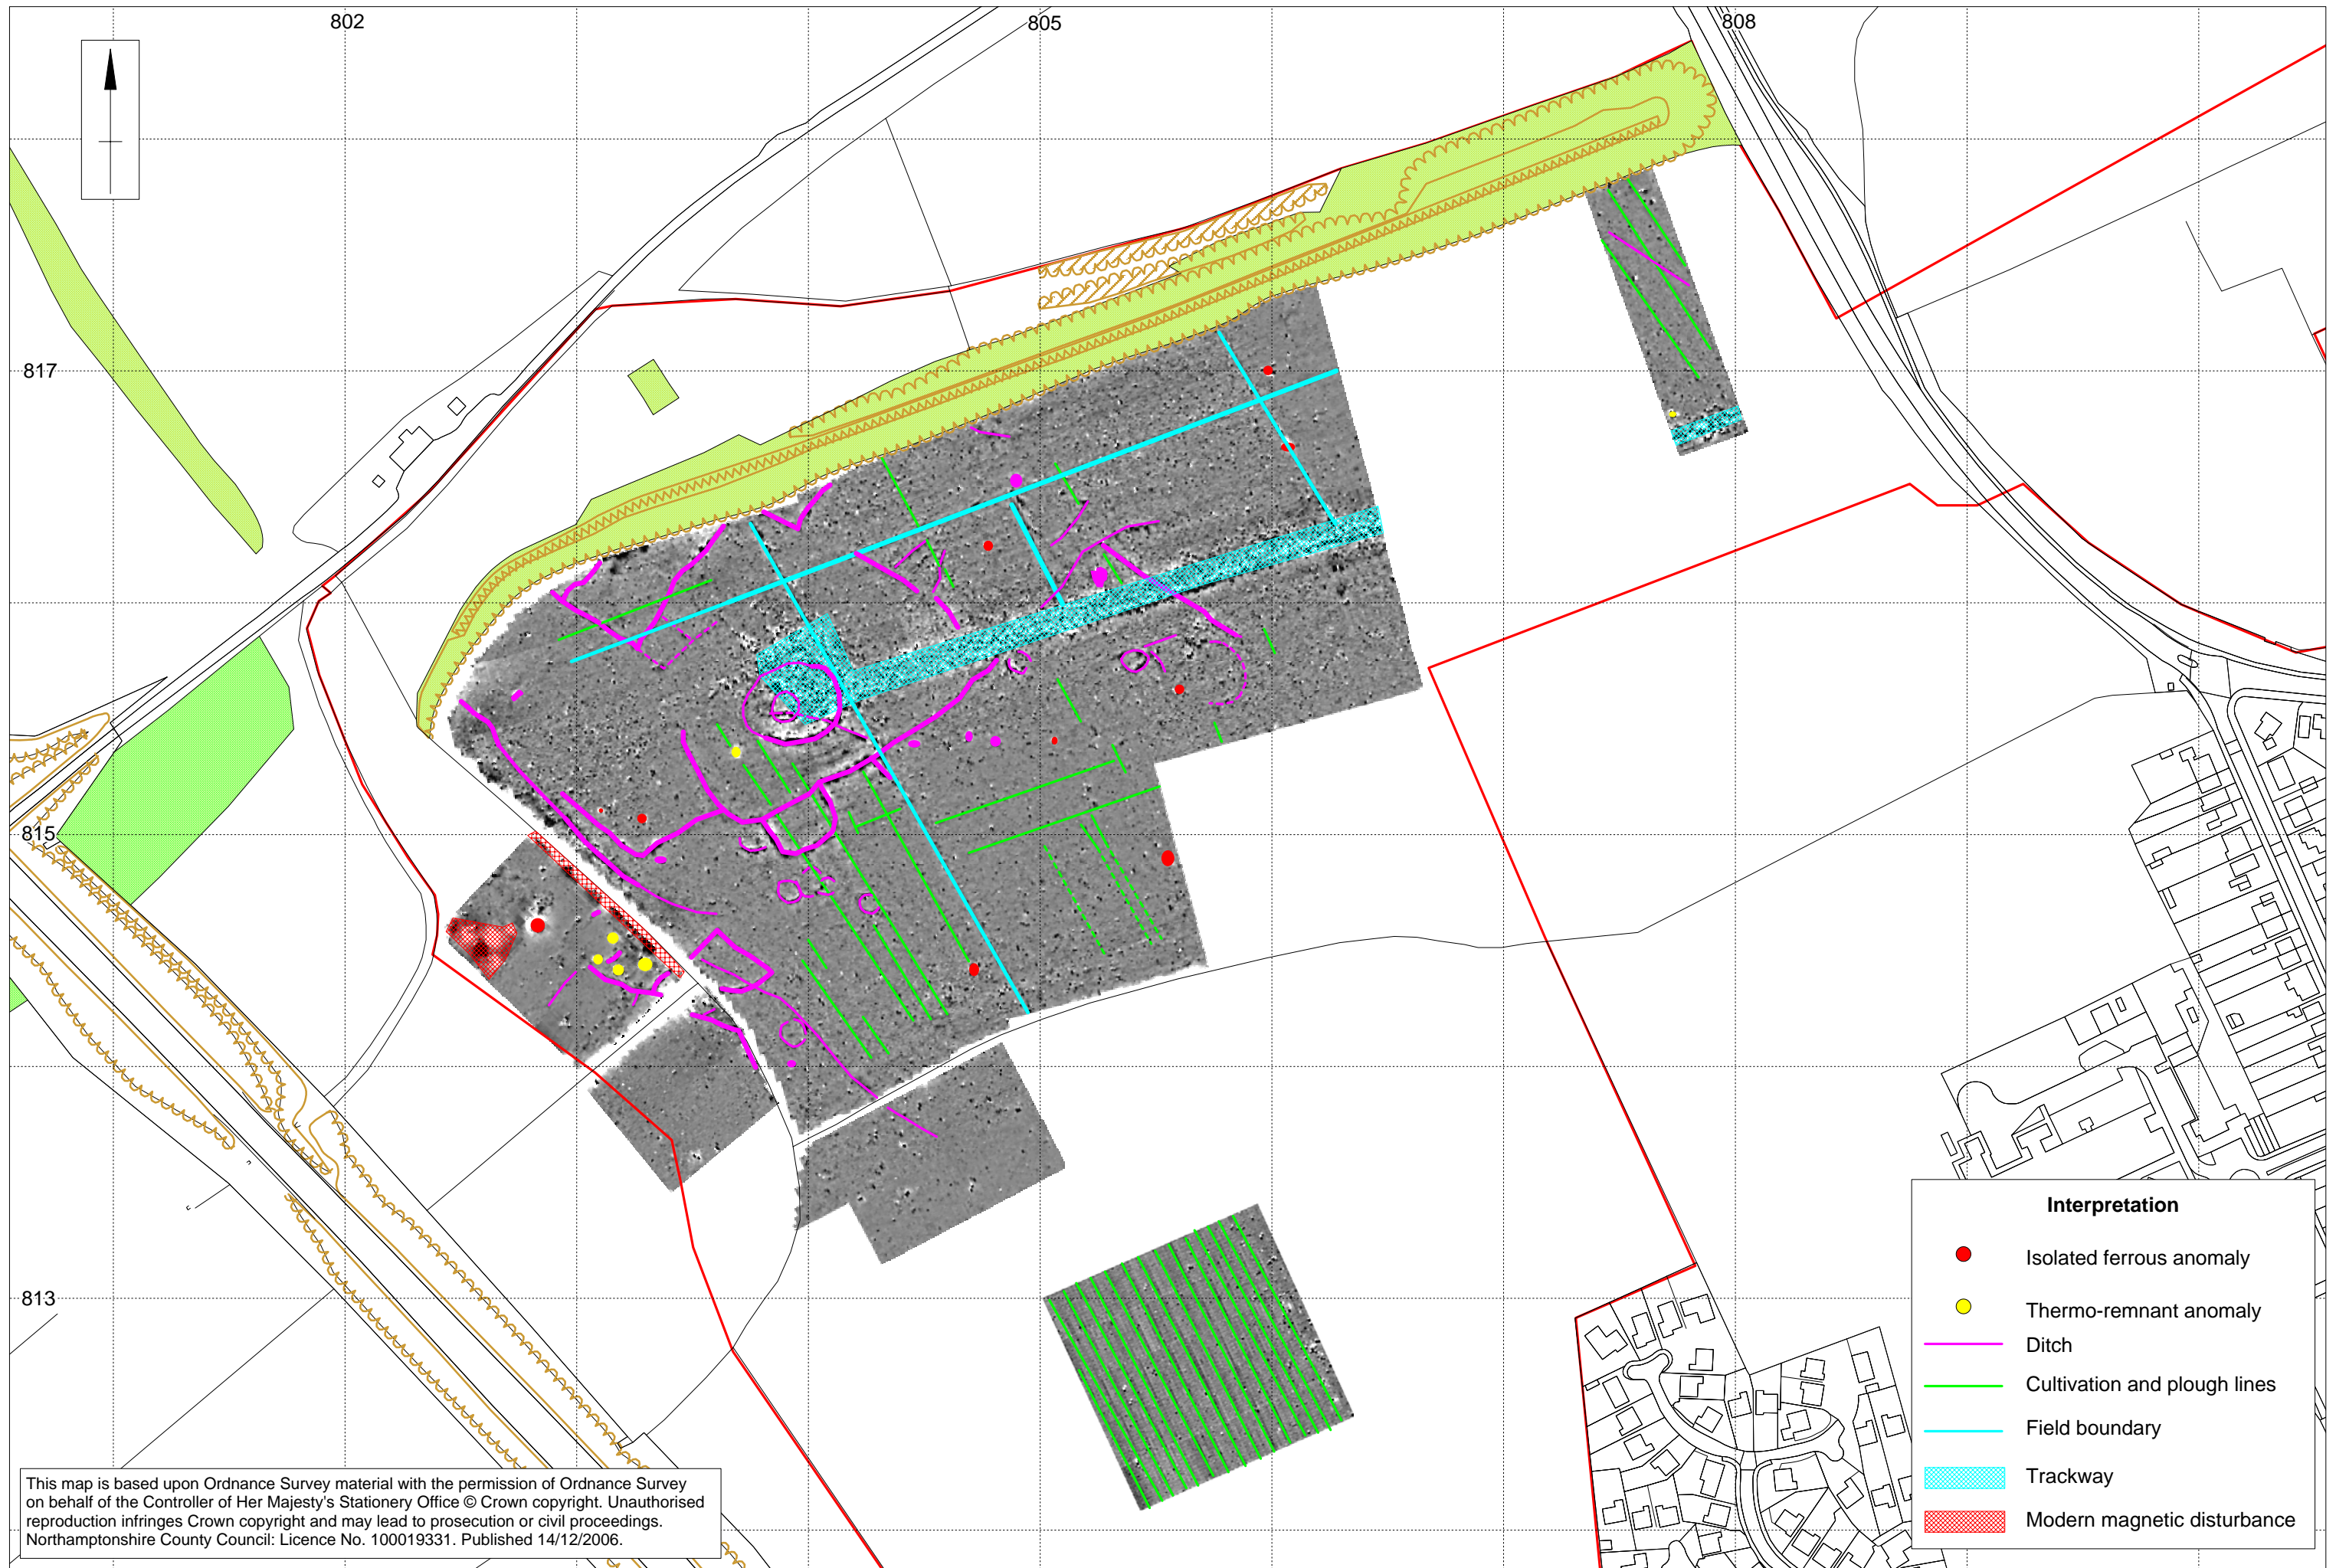 802
805
808
817
815
813
Interpretation
Isolated ferrous anomaly
Thermo-remnant anomaly
Ditch
Cultivation and plough lines
Field boundary
Trackway
Modern magnetic disturbance
This map is based upon Ordnance Survey material with the permission of Ordnance Survey
on behalf of the Controller of Her Majesty's Stationery Office © Crown copyright. Unauthorised
reproduction infringes Crown copyright and may lead to prosecution or civil proceedings.
Northamptonshire County Council: Licence No. 100019331. Published 14/12/2006.